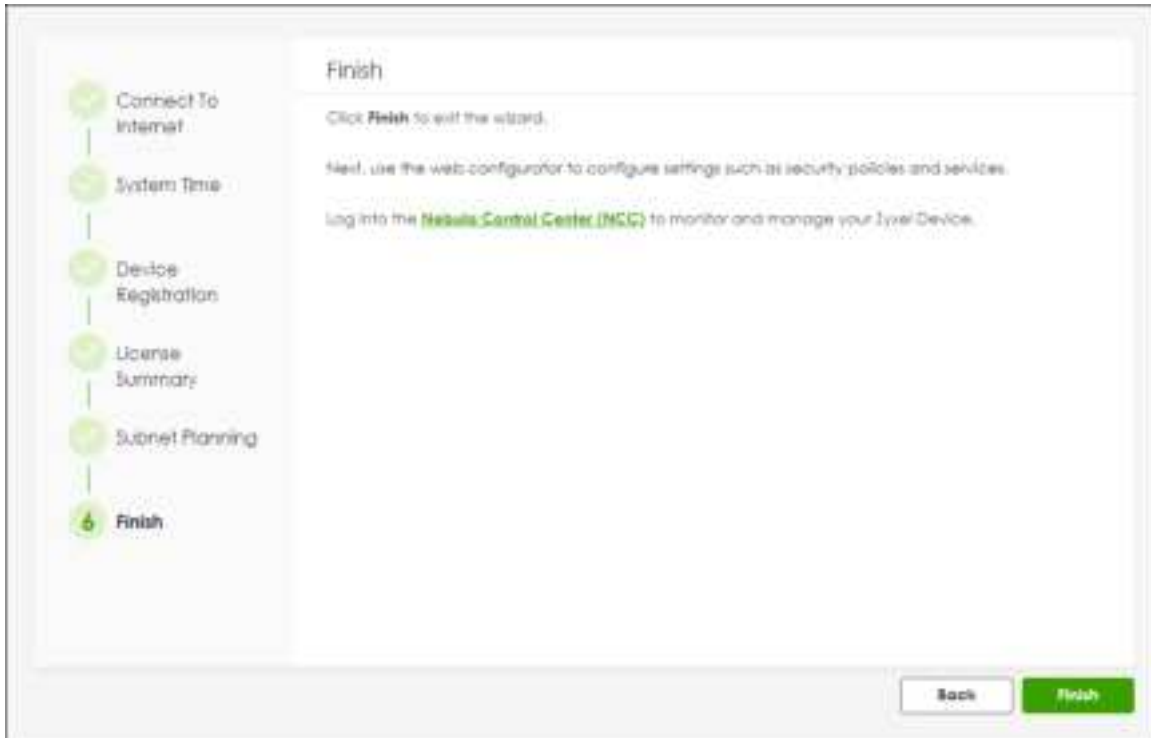 Finish
Connect To
Internet
System Time
Device
Registration
License
Summary
Subnet Planning
6 Finish
Click Finish to exit the wizard.
Next, use the web configurator to configure settings such as security policies and services.
Log into the Nebula Control Center (NCC) to monitor and manage your Zyxel Device.
Back
Finish